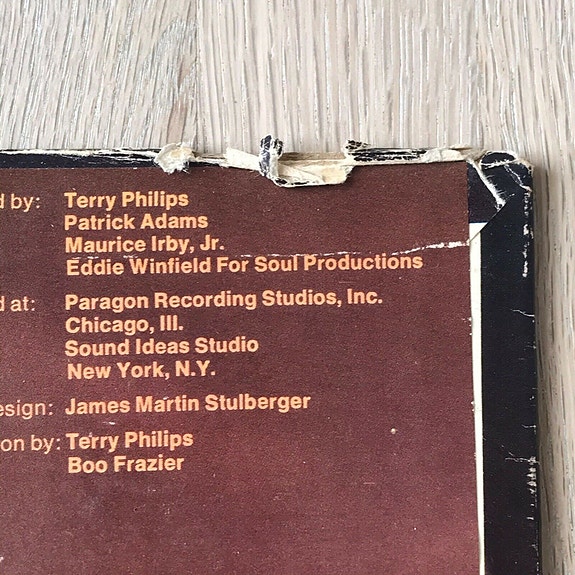 d by: Terry Philips
Patrick Adams
Maurice Irby, Jr.
Eddie Winfield For Soul Productions
d at: Paragon Recording Studios, Inc.
Chicago, Ill.
Sound Ideas Studio
New York, N.Y.
esign: James Martin Stulberger
on by: Terry Philips
Boo Frazier